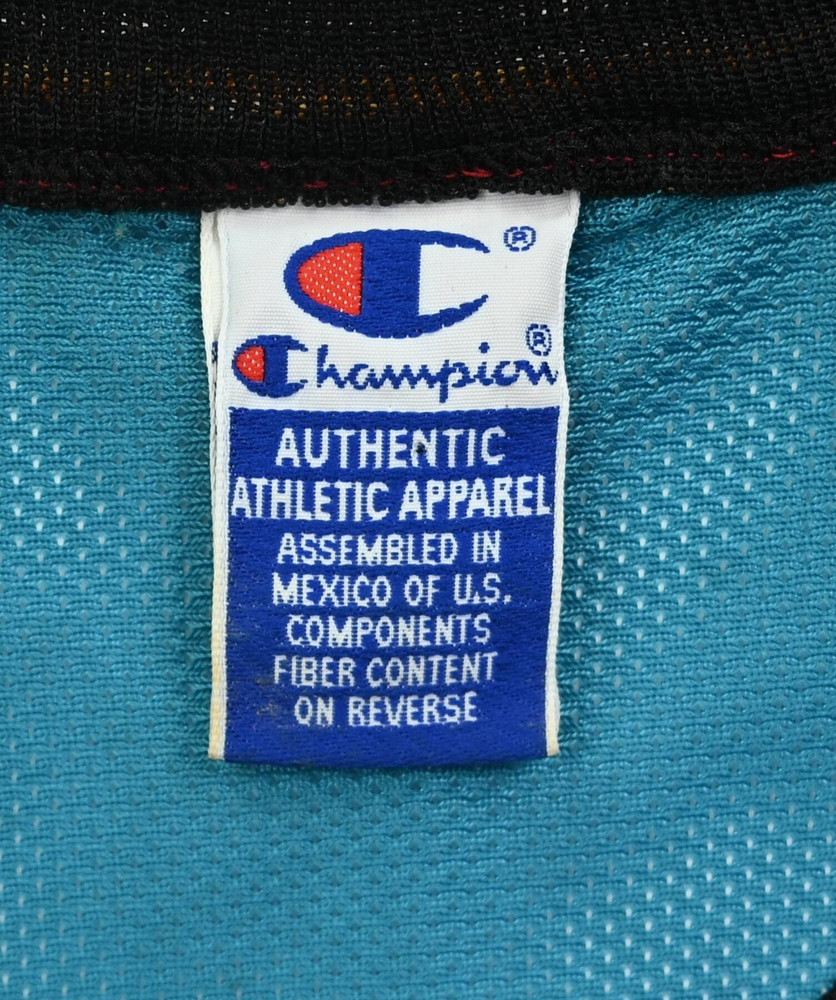 ®
Champion®
AUTHENTIC
ATHLETIC APPAREL
ASSEMBLED IN
MEXICO OF U.S.
COMPONENTS
FIBER CONTENT
ON REVERSE